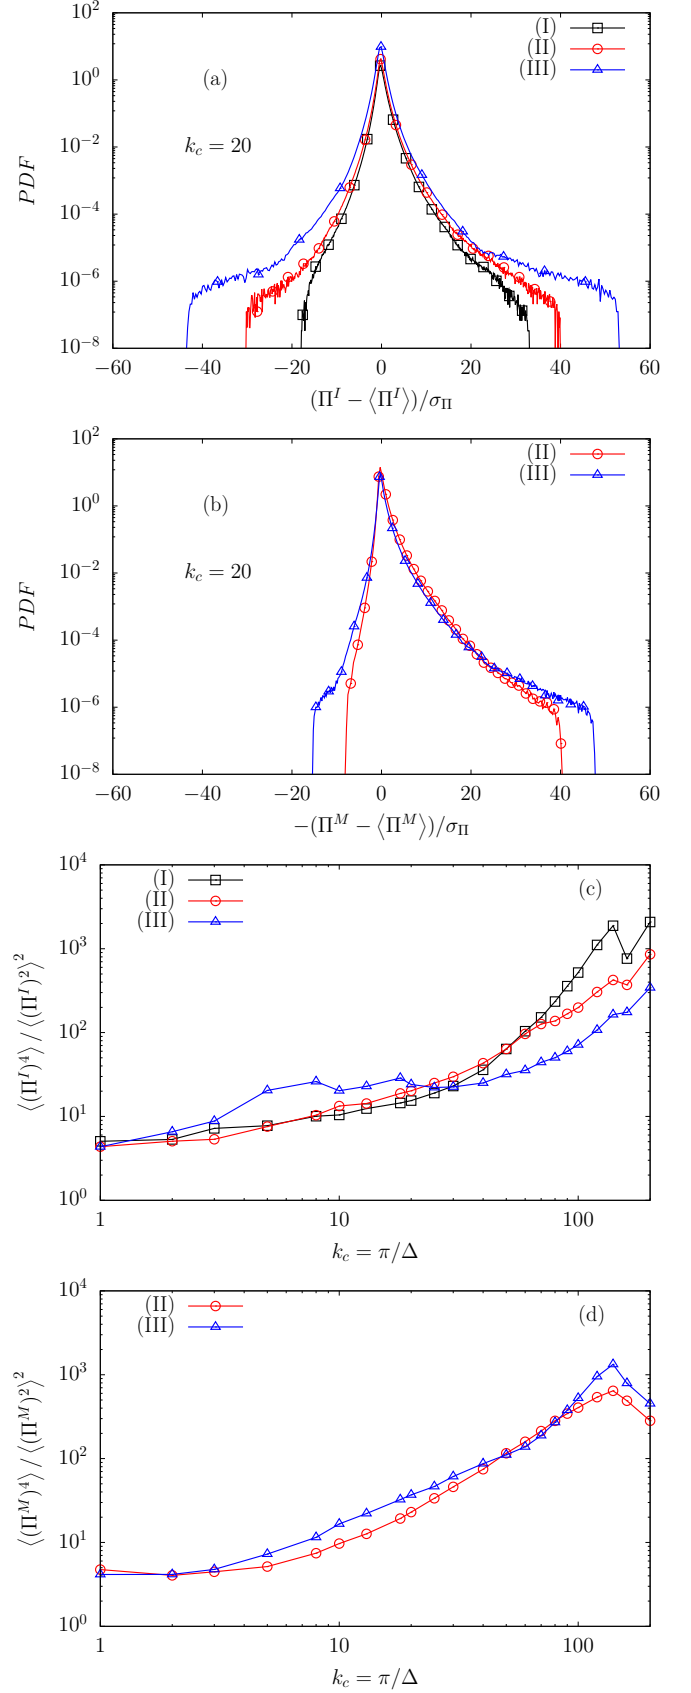 10^2
10^0
10^-2
10^-4
10^-6
10^-8
PDF
(a)
k_c = 20
(I)
(II)
(III)
−60 −40 −20 0 20 40 60
(Π^I − ⟨Π^I⟩)/σ_Π
10^2
10^0
10^-2
10^-4
10^-6
10^-8
PDF
(b)
k_c = 20
(II)
(III)
−60 −40 −20 0 20 40 60
−(Π^M − ⟨Π^M⟩)/σ_Π
10^4
10^3
10^2
10^1
10^0
⟨(Π^I)^4⟩ / ⟨(Π^I)^2⟩^2
(I)
(II)
(III)
(c)
1 10 100
k_c = π/Δ
10^4
10^3
10^2
10^1
10^0
⟨(Π^M)^4⟩ / ⟨(Π^M)^2⟩^2
(II)
(III)
(d)
1 10 100
k_c = π/Δ